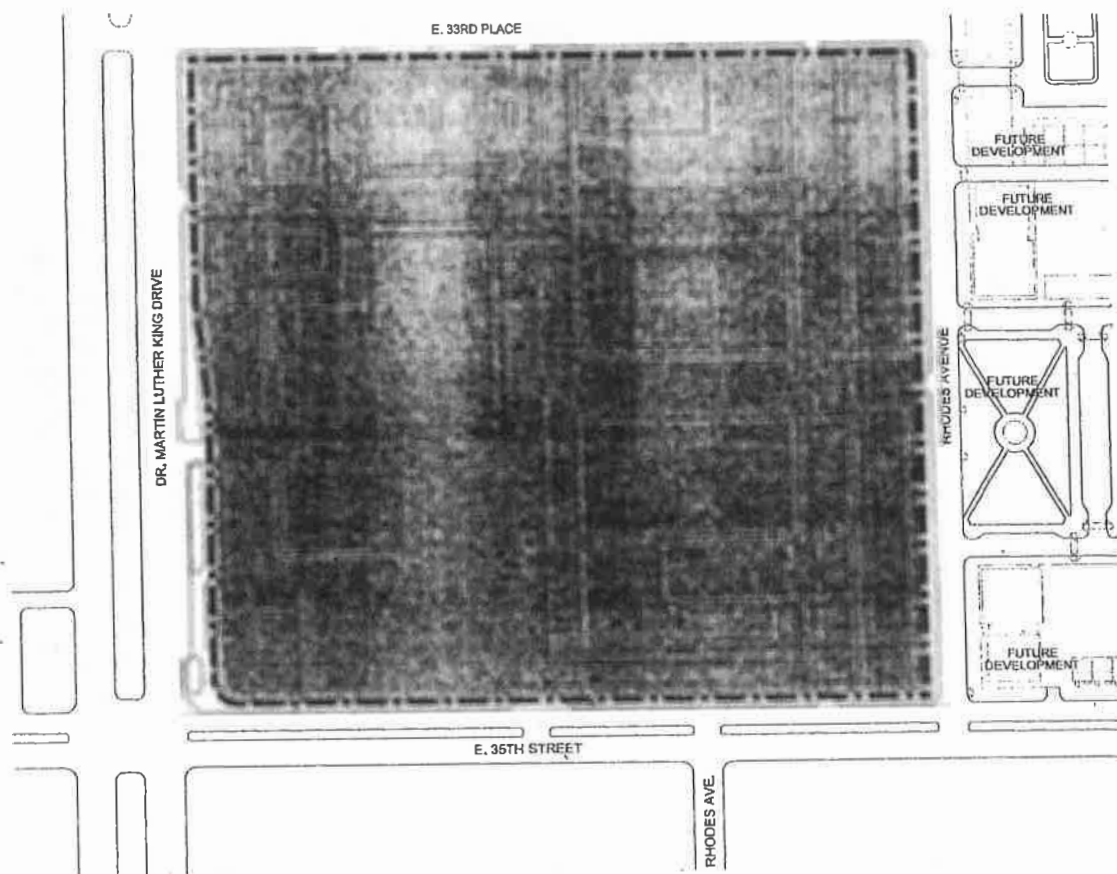 E. 33RD PLACE
FUTURE
DEVELOPMENT
FUTURE
DEVELOPMENT
DR. MARTIN LUTHER KING DRIVE
RHODES AVENUE
FUTURE
DEVELOPMENT
FUTURE
DEVELOPMENT
E. 35TH STREET
RHODES AVE.